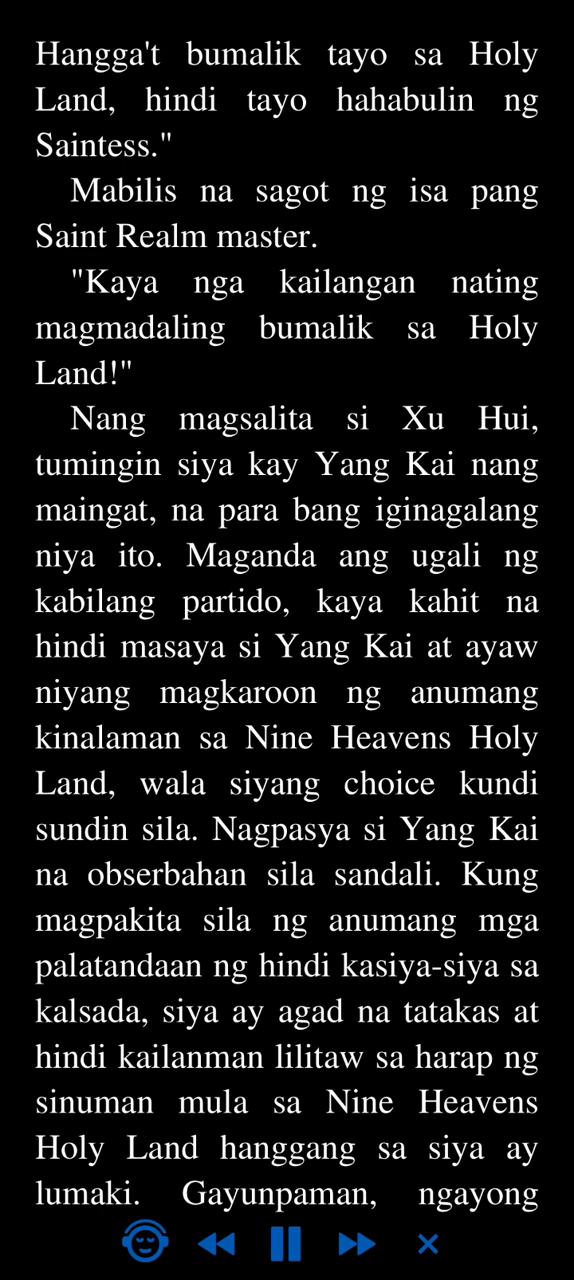 Hangga't bumalik tayo sa Holy
Land, hindi tayo hahabulin ng
Saintess."
Mabilis na sagot ng isa pang
Saint Realm master.
"Kaya nga kailangan nating
magmadaling bumalik sa Holy
Land!"
Nang magsalita si Xu Hui,
tumingin siya kay Yang Kai nang
maingat, na para bang iginagalang
niya ito. Maganda ang ugali ng
kabilang partido, kaya kahit na
hindi masaya si Yang Kai at ayaw
niyang magkaroon ng anumang
kinalaman sa Nine Heavens Holy
Land, wala siyang choice kundi
sundin sila. Nagpasya si Yang Kai
na obserbahan sila sandali. Kung
magpakita sila ng anumang mga
palatandaan ng hindi kasiya-siya sa
kalsada, siya ay agad na tatakas at
hindi kailanman lilitaw sa harap ng
sinuman mula sa Nine Heavens
Holy Land hanggang sa siya ay
lumaki. Gayunpaman, ngayong